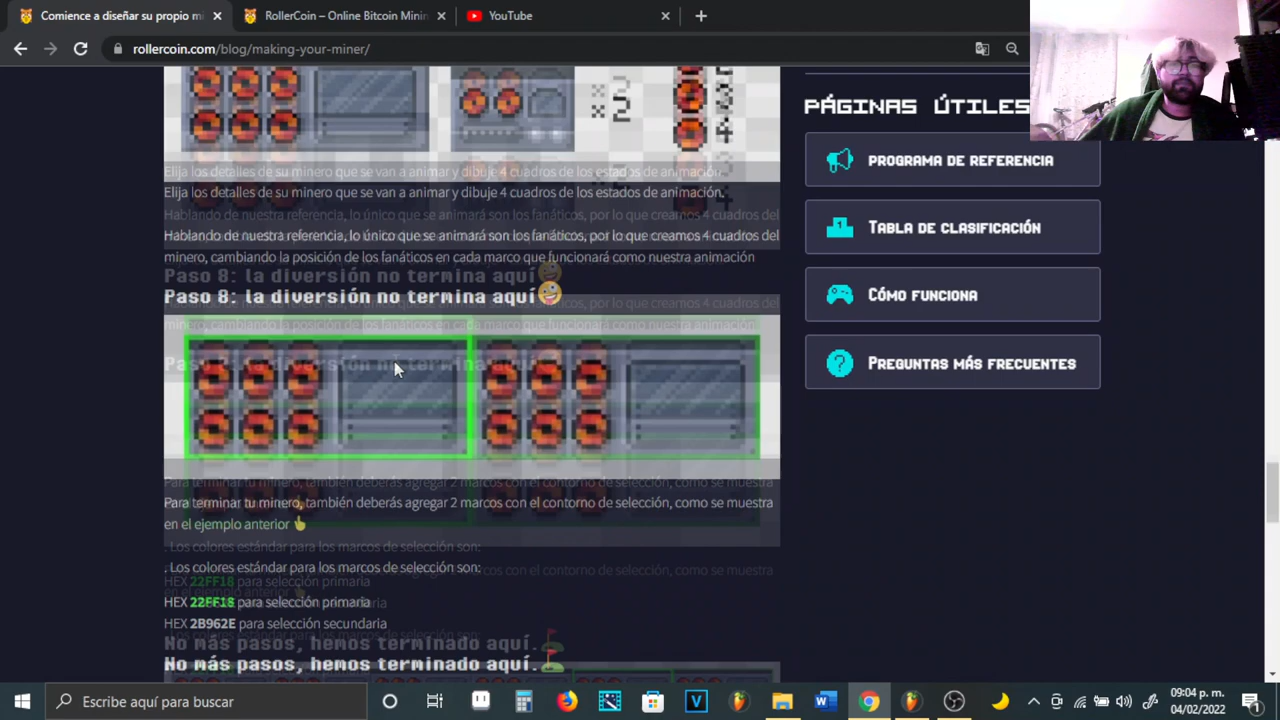 Comience a diseñar su propio mi
RollerCoin – Online Bitcoin Minin
YouTube
rollercoin.com/blog/making-your-miner/
x2
4
Elija los detalles de su minero que se van a animar y dibuje 4 cuadros de los estados de animación.
Hablando de nuestra referencia, lo único que se animará son los fanáticos, por lo que creamos 4 cuadros del
minero, cambiando la posición de los fanáticos en cada marco que funcionará como nuestra animación
Paso 8: la diversión no termina aquí
Para terminar tu minero, también deberás agregar 2 marcos con el contorno de selección, como se muestra
en el ejemplo anterior
. Los colores estándar para los marcos de selección son:
HEX 22FF18 para selección primaria
HEX 2B962E para selección secundaria
No más pasos, hemos terminado aquí.
PÁGINAS ÚTILES
PROGRAMA DE REFERENCIA
TABLA DE CLASIFICACIÓN
CÓMO FUNCIONA
PREGUNTAS MÁS FRECUENTES
Escribe aquí para buscar
09:04 p. m.
04/02/2022